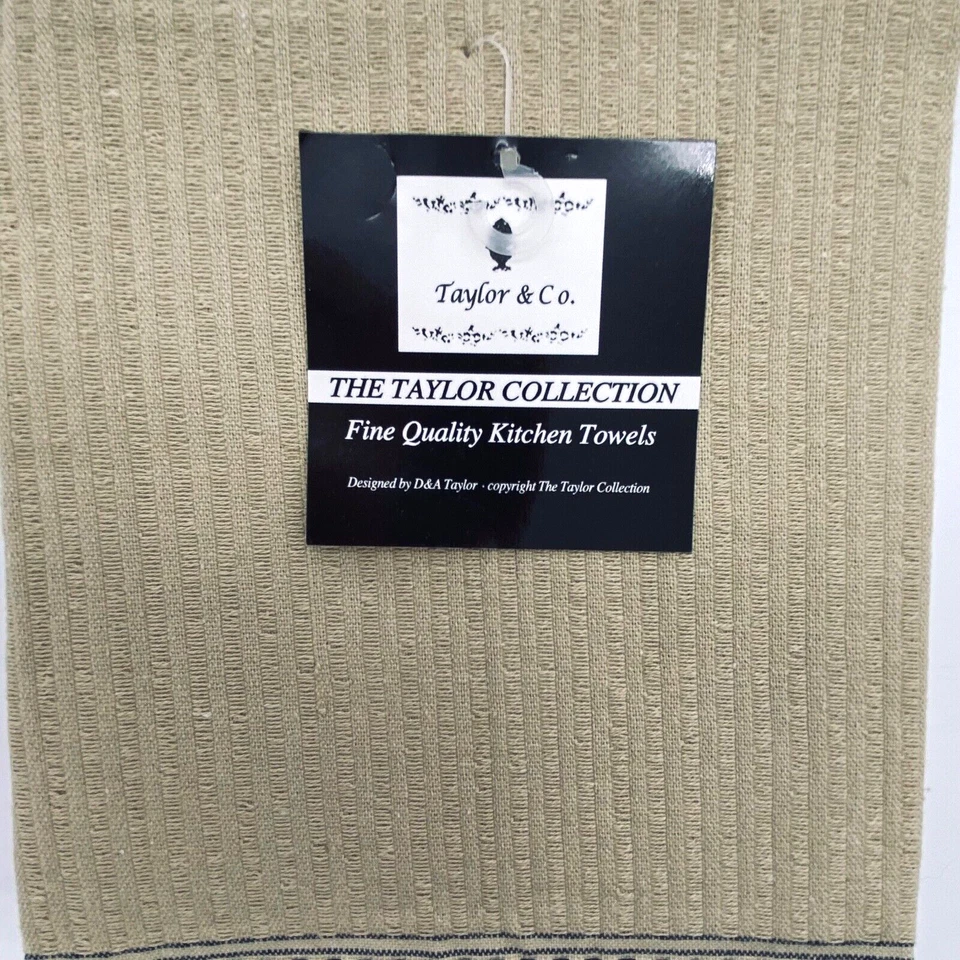 Taylor & Co.
THE TAYLOR COLLECTION
Fine Quality Kitchen Towels
Designed by D&A Taylor · copyright The Taylor Collection